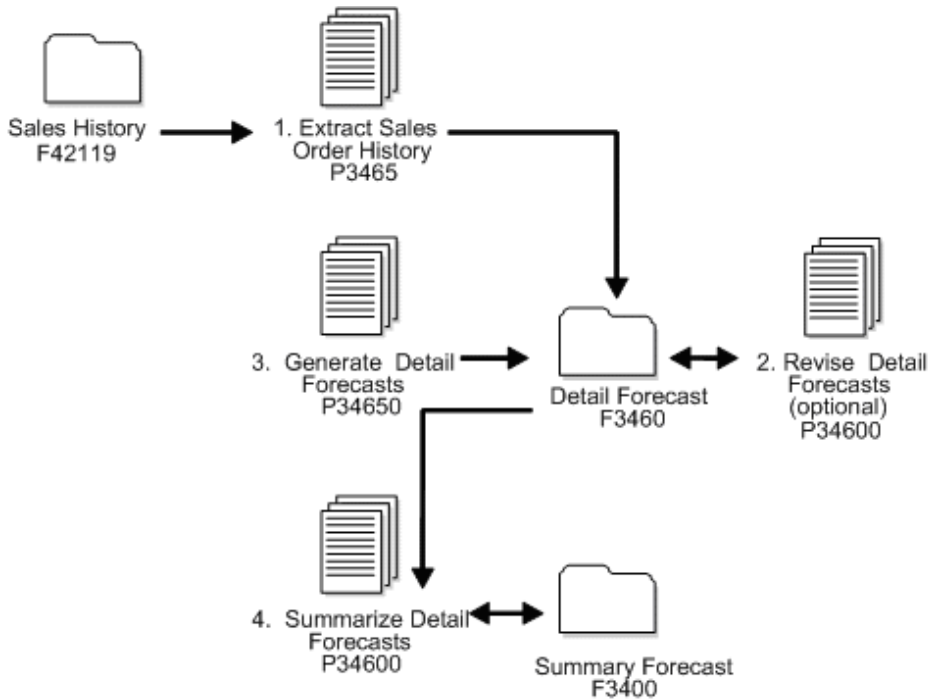 Sales History
F42119
1. Extract Sales
Order History
P3465
3. Generate Detail
Forecasts
P34650
Detail Forecast
F3460
2. Revise Detail
Forecasts
(optional)
P34600
4. Summarize Detail
Forecasts
P34600
Summary Forecast
F3400